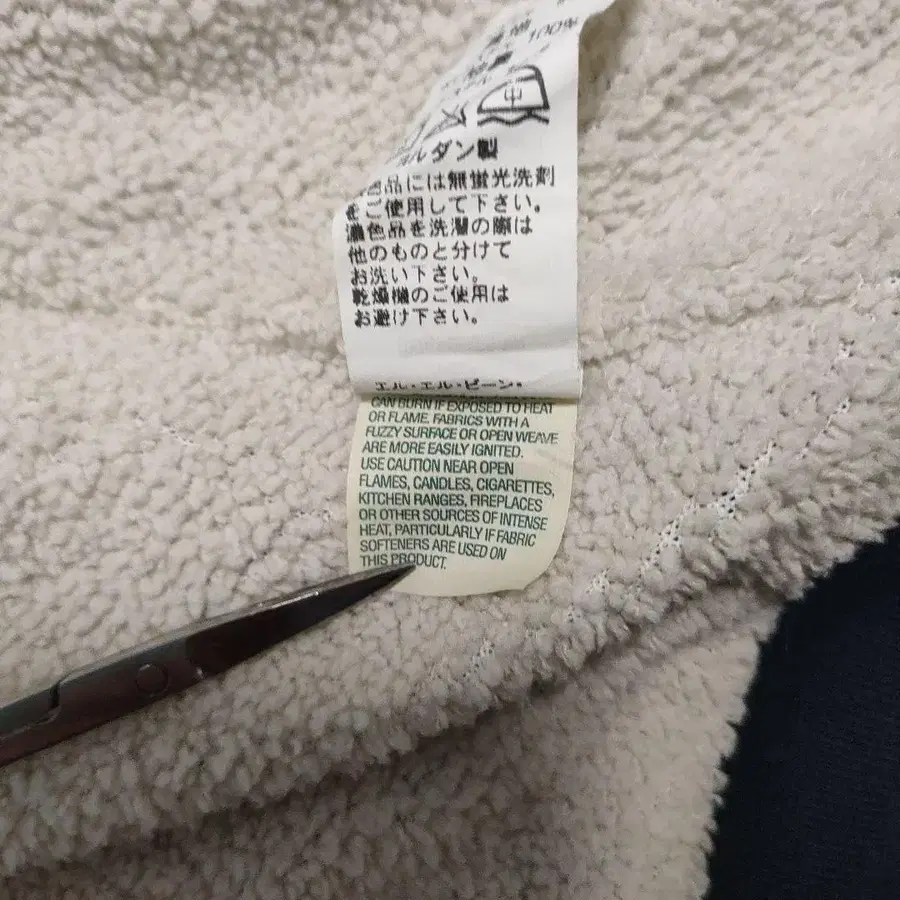 100%
ルダン製
色品には無蛍光洗剤
をご使用して下さい。
濃色品を洗濯の際は
他のものと分けて
お洗い下さい。
乾燥機のご使用は
お避け下さい。
エル・エル・ビーン・
CAN BURN IF EXPOSED TO HEAT
OR FLAME. FABRICS WITH A
FUZZY SURFACE OR OPEN WEAVE
ARE MORE EASILY IGNITED.
USE CAUTION NEAR OPEN
FLAMES, CANDLES, CIGARETTES,
KITCHEN RANGES, FIREPLACES
OR OTHER SOURCES OF INTENSE
HEAT, PARTICULARLY IF FABRIC
SOFTENERS ARE USED ON
THIS PRODUCT.